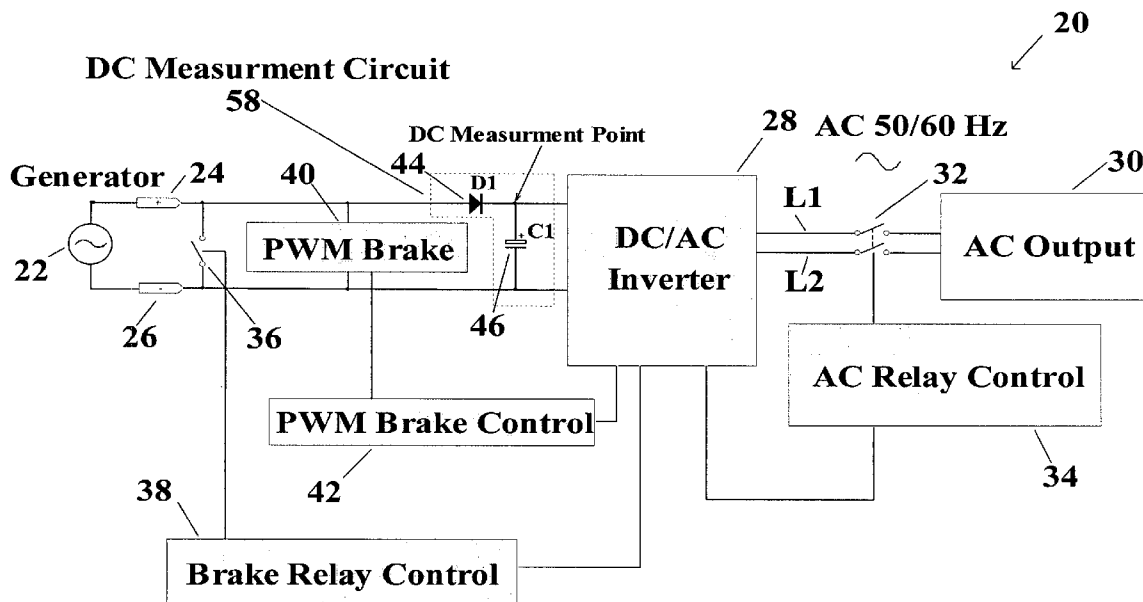 20
DC Measurment Circuit
58
DC Measurment Point
28
AC 50/60 Hz
Generator
24
40
44
D1
32
30
L1
+
PWM Brake
+
C1
DC/AC
Inverter
AC Output
22
L2
-
26
36
46
AC Relay Control
PWM Brake Control
42
34
38
Brake Relay Control